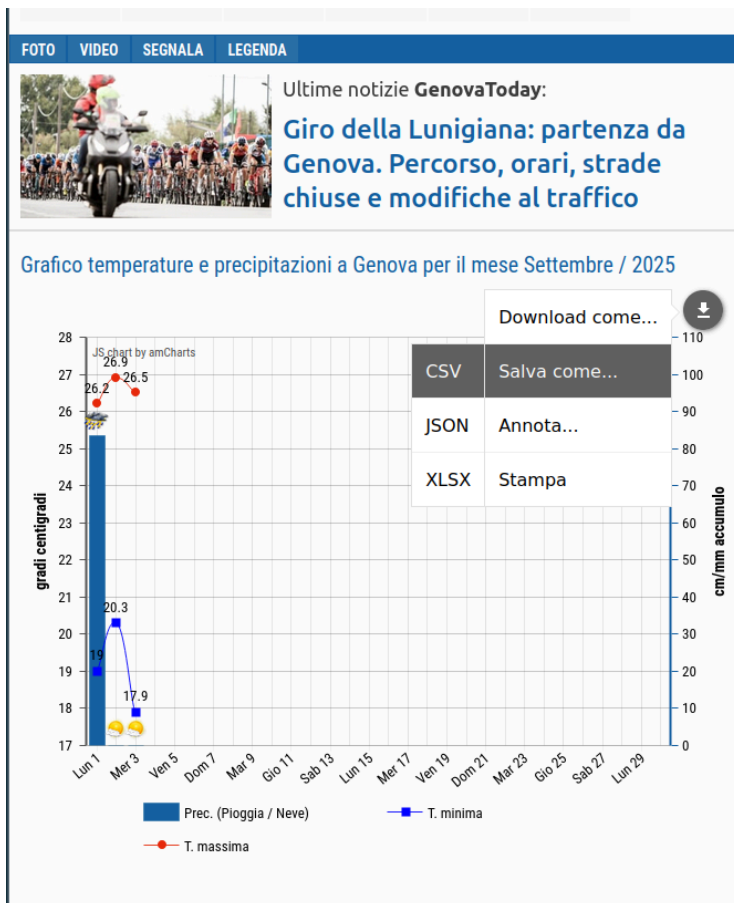 FOTO VIDEO SEGNALA LEGENDA
Ultime notizie GenovaToday:
Giro della Lunigiana: partenza da
Genova. Percorso, orari, strade
chiuse e modifiche al traffico
Grafico temperature e precipitazioni a Genova per il mese Settembre / 2025
Download come...
CSV Salva come...
JSON Annota...
XLSX Stampa
JS chart by amCharts
28
27
26
25
24
23
22
21
20
19
18
17
gradi centigradi
26.2
26.9
26.5
19
20.3
17.9
110
100
90
80
70
60
50
40
30
20
10
0
cm/mm accumulo
Lun 1 Mer 3 Ven 5 Dom 7 Mar 9 Gio 11 Sab 13 Lun 15 Mer 17 Ven 19 Dom 21 Mar 23 Gio 25 Sab 27 Lun 29
Prec. (Pioggia / Neve) T. minima
T. massima